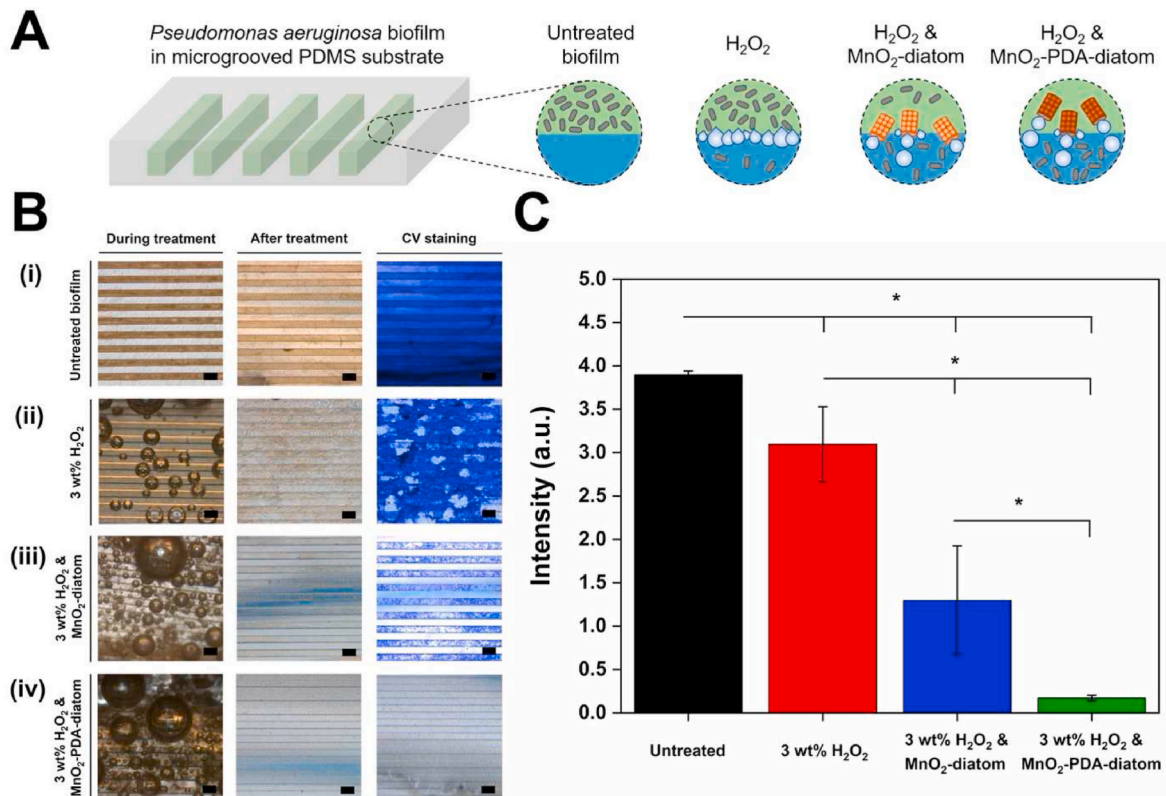 A
Pseudomonas aeruginosa biofilm
in microgrooved PDMS substrate
Untreated
biofilm
H₂O₂
H₂O₂ &
MnO₂-diatom
H₂O₂ &
MnO₂-PDA-diatom
B
During treatment
After treatment
CV staining
(i)
Untreated biofilm
(ii)
3 wt% H₂O₂
(iii)
3 wt% H₂O₂ &
MnO₂-diatom
(iv)
3 wt% H₂O₂ &
MnO₂-PDA-diatom
C
Intensity (a.u.)
5.0
4.5
4.0
3.5
3.0
2.5
2.0
1.5
1.0
0.5
0.0
*
*
*
Untreated
3 wt% H₂O₂
3 wt% H₂O₂ &
MnO₂-diatom
3 wt% H₂O₂ &
MnO₂-PDA-diatom